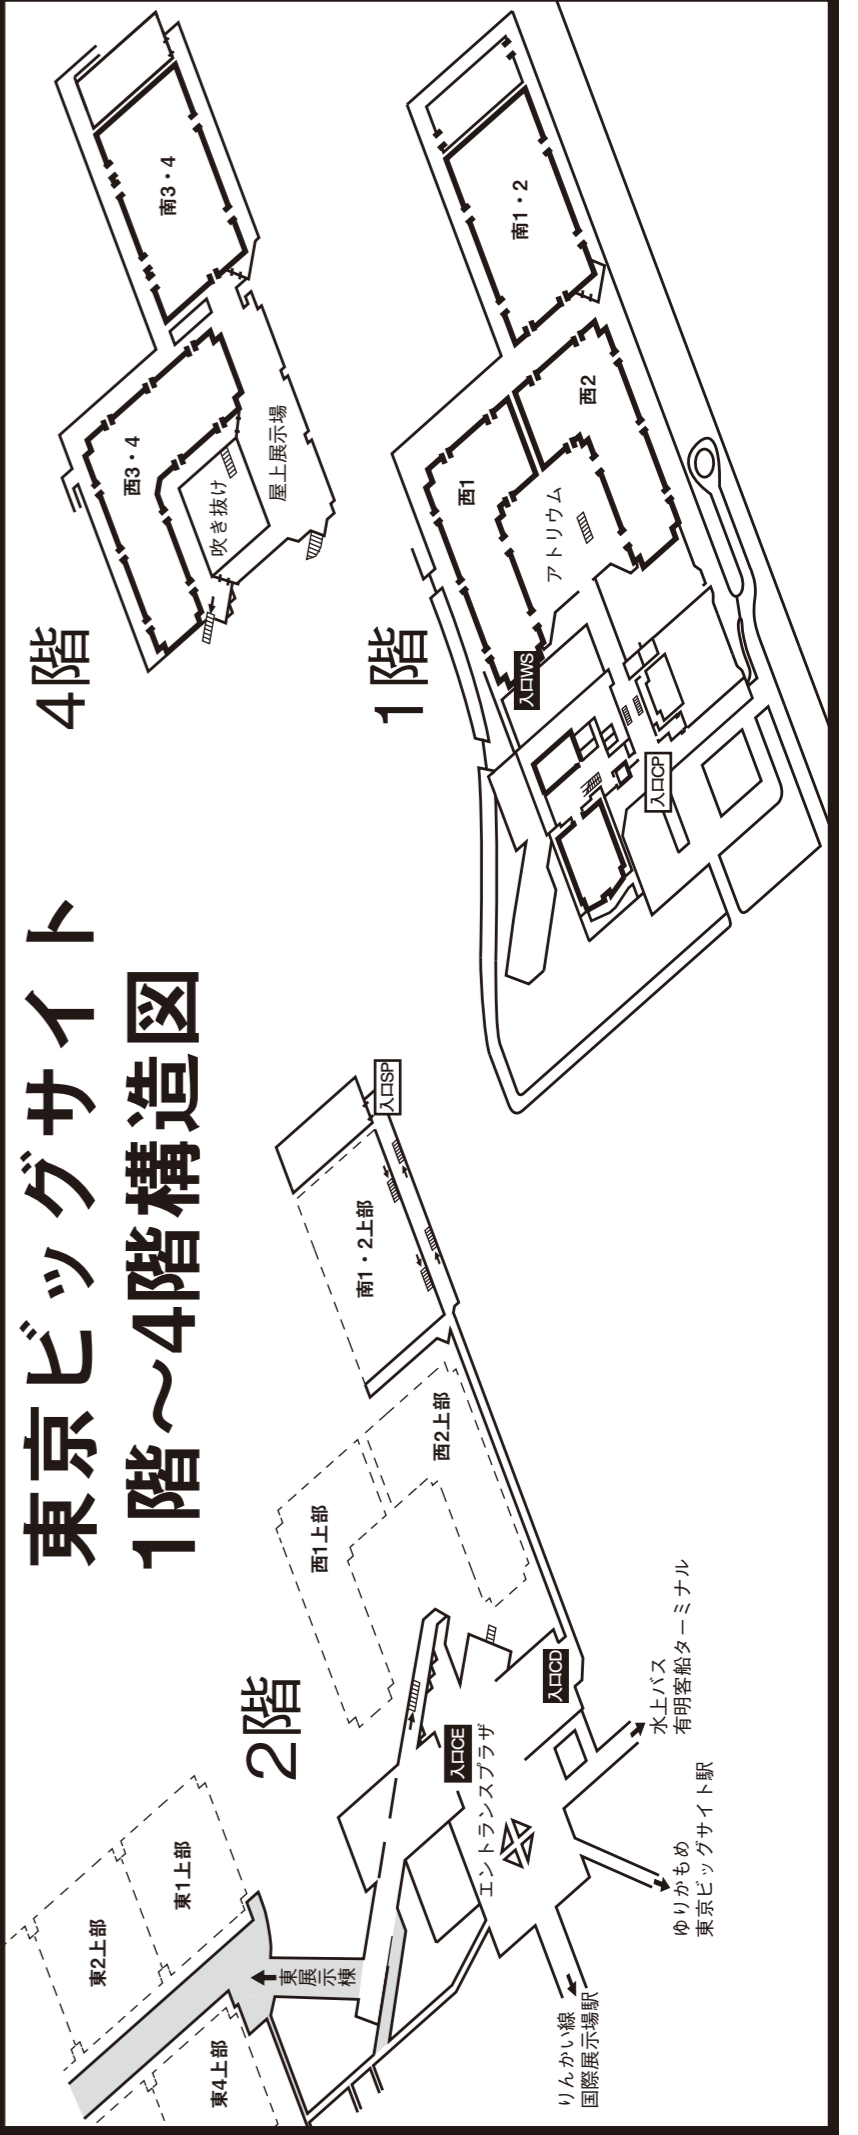 東京ビッグサイト
1階～4階構造図
4階
南3・4
西3・4
吹き抜け
屋上展示場
1階
南1・2
西1
西2
アトリウム
入口WS
入口CP
2階
入口SP
南1・2上部
西1上部
西2上部
入口CD
入口CE
エントランスプラザ
東1上部
東2上部
東4上部
東展示棟
水上バス
有明客船ターミナル
ゆりかもめ
東京ビッグサイト駅
りんかい線
国際展示場駅